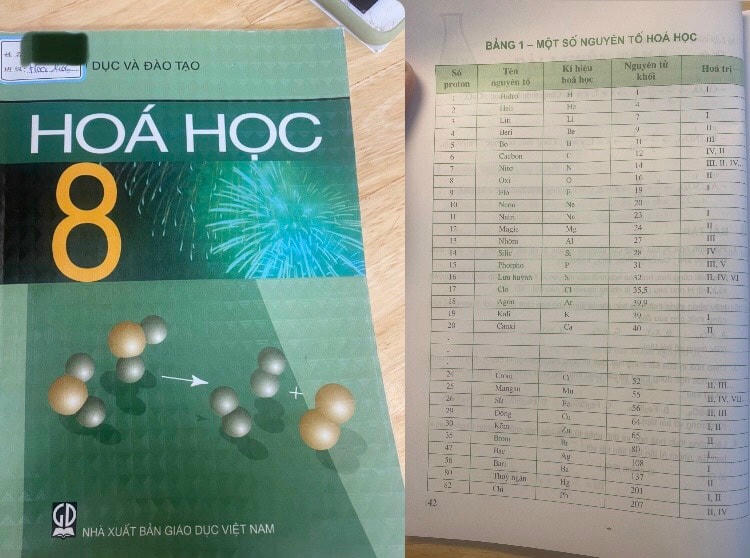 DỤC VÀ ĐÀO TẠO
HOÁ HỌC
8
GD
NHÀ XUẤT BẢN GIÁO DỤC VIỆT NAM
BẢNG 1 – MỘT SỐ NGUYÊN TỐ HOÁ HỌC
Số proton Tên nguyên tố Kí hiệu hoá học Nguyên tử khối Hoá trị
1 Hiđro H 1 I
2 Heli He 4
3 Liti Li 7 I
4 Beri Be 9 II
5 Bo B 11 III
6 Cacbon C 12 IV, II
7 Nitơ N 14 III, II, IV,..
8 Oxi O 16 II
9 Flo F 19 I
10 Neon Ne 20
11 Natri Na 23 I
12 Magie Mg 24 II
13 Nhôm Al 27 III
14 Silic Si 28 IV
15 Photpho P 31 III, V
16 Lưu huỳnh S 32 II, IV, VI
17 Clo Cl 35,5 I,..
18 Agon Ar 39,9
19 Kali K 39 I
20 Canxi Ca 40 II
24 Crom Cr 52 II, III
25 Mangan Mn 55 II, IV, VII
26 Sắt Fe 56 II, III
29 Đồng Cu 64 I, II
30 Kẽm Zn 65 II
35 Brom Br 80 I
47 Bạc Ag 108 I
56 Bari Ba 137 II
80 Thuỷ ngân Hg 201 I, II
82 Chì Pb 207 II, IV
42